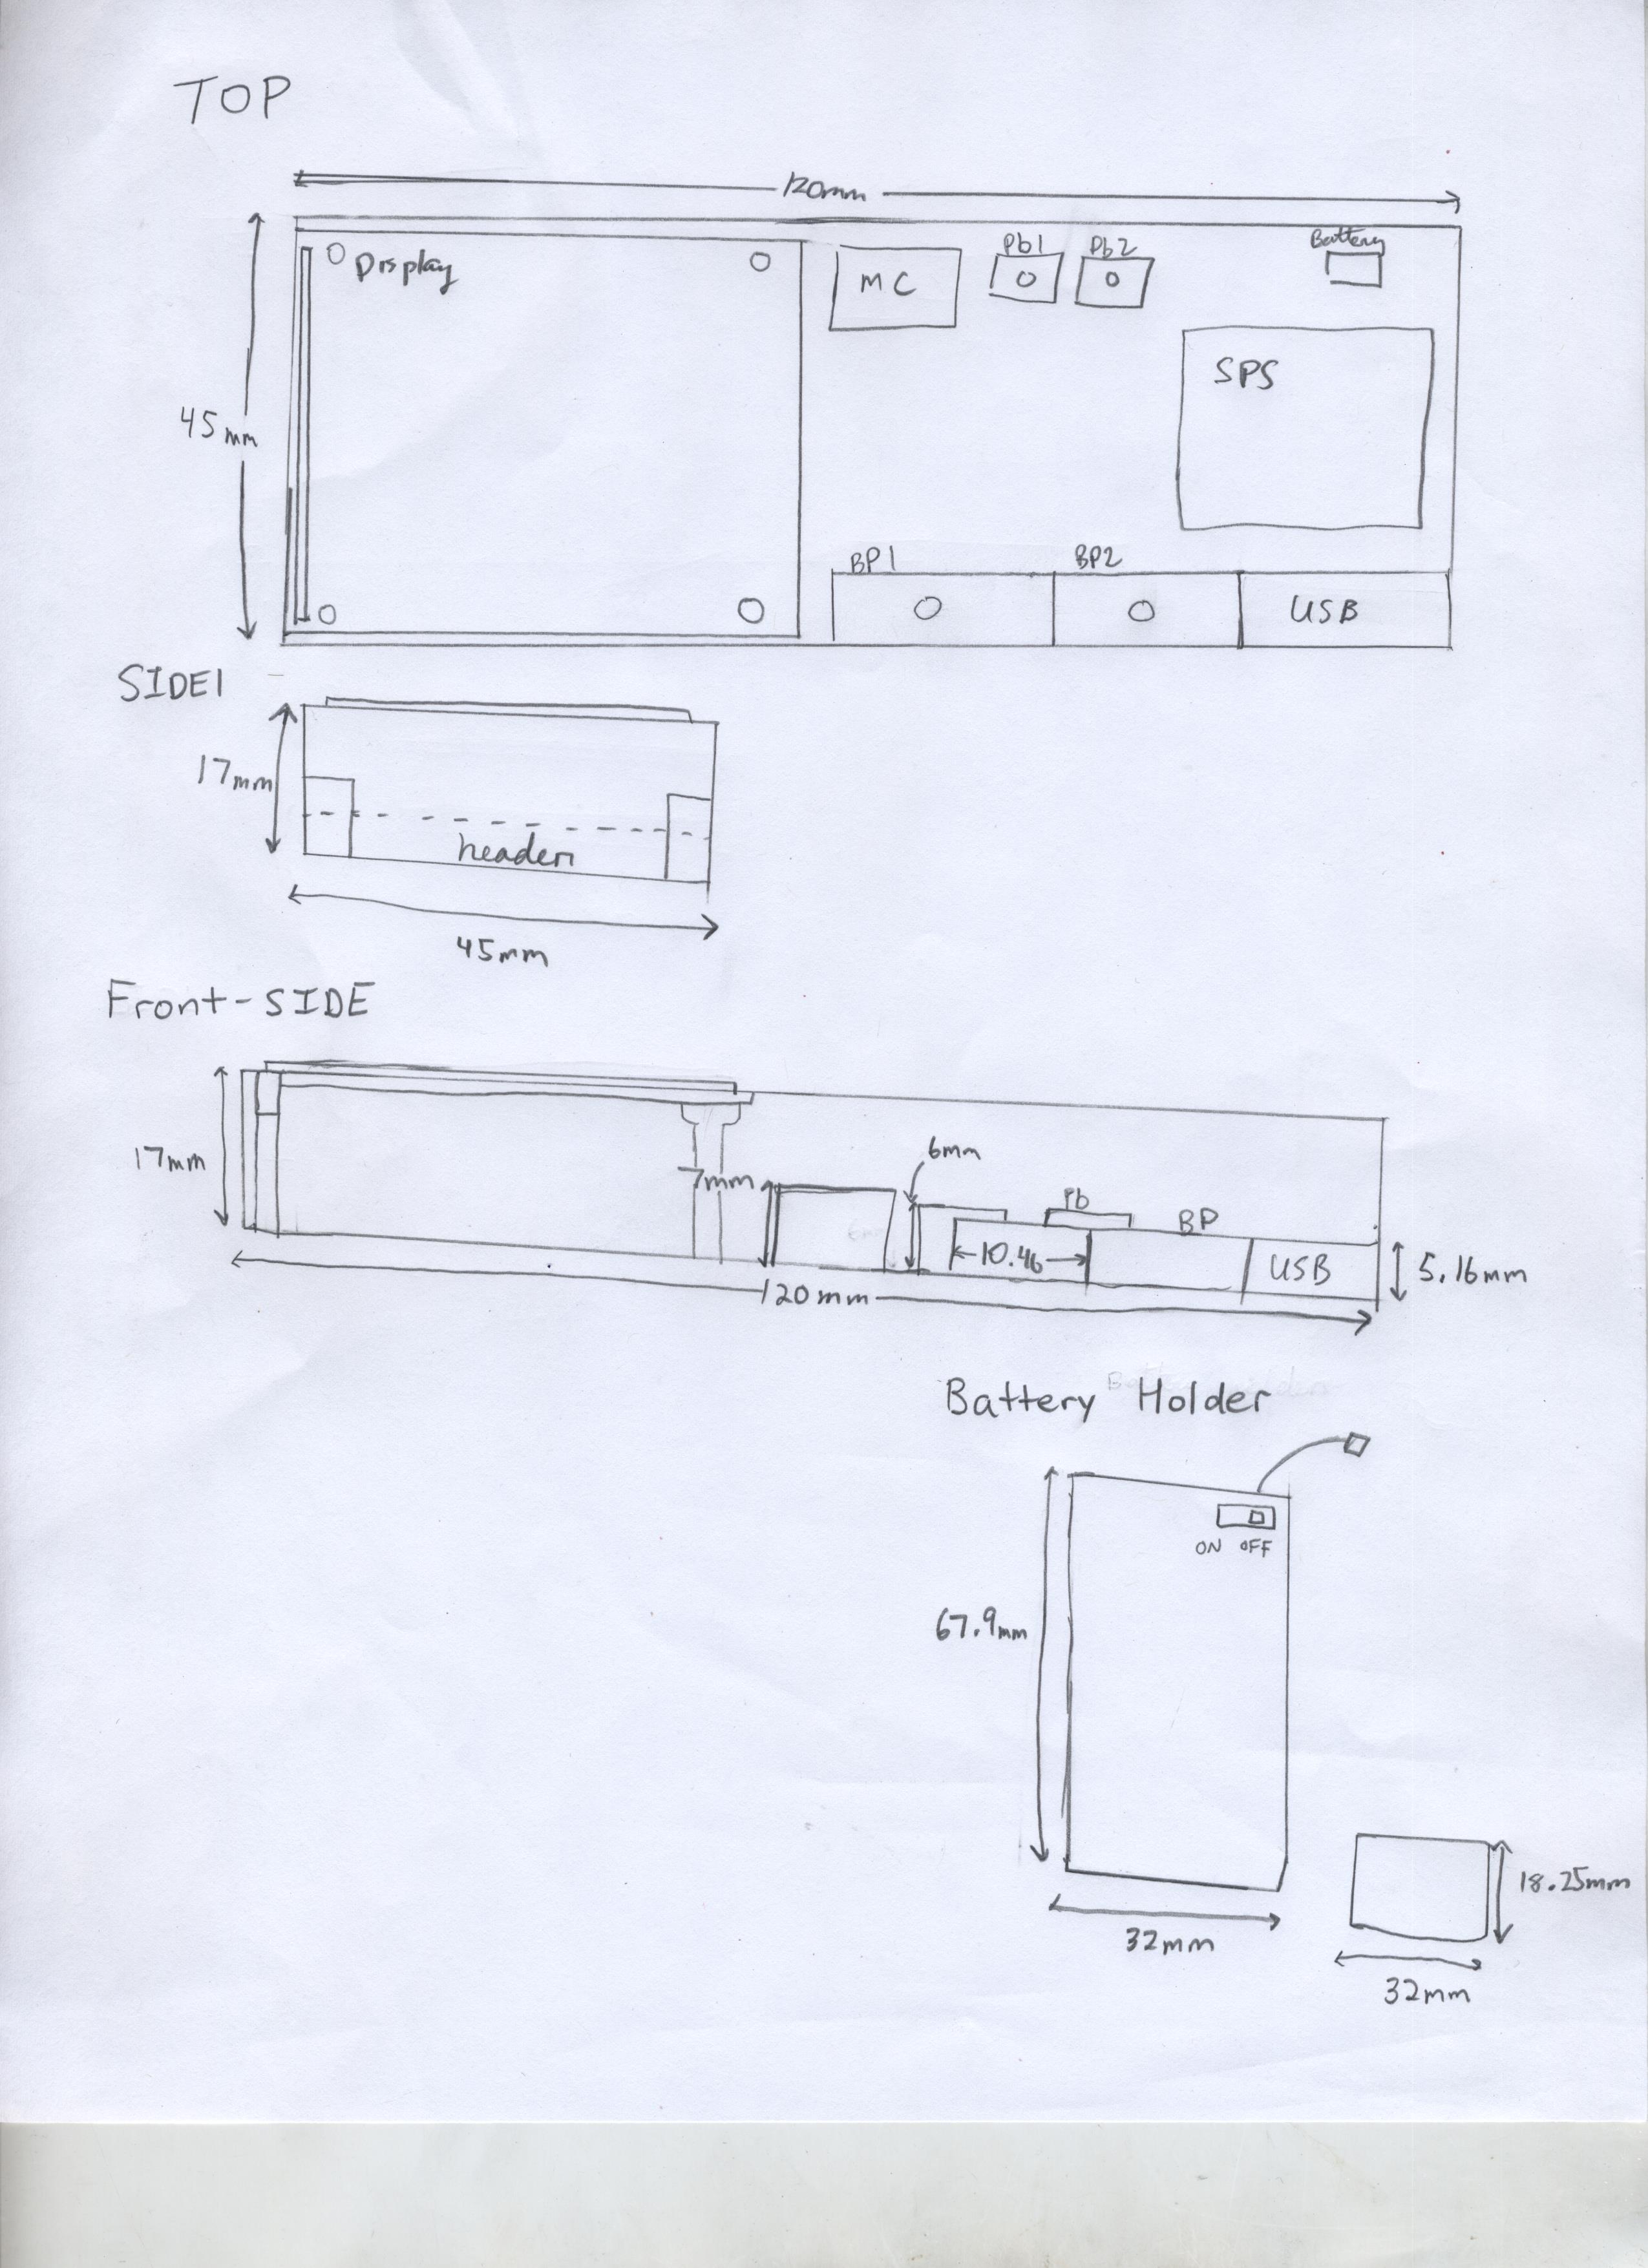 TOP
120mm
Display
MC
Pb1
Pb2
Battery
SPS
45mm
BP1
BP2
USB
SIDE1
17mm
header
45mm
Front-SIDE
17mm
7mm
6mm
Pb
BP
10.46
USB
5.16mm
120mm
Battery Holder
ON OFF
67.9mm
32mm
18.25mm
32mm